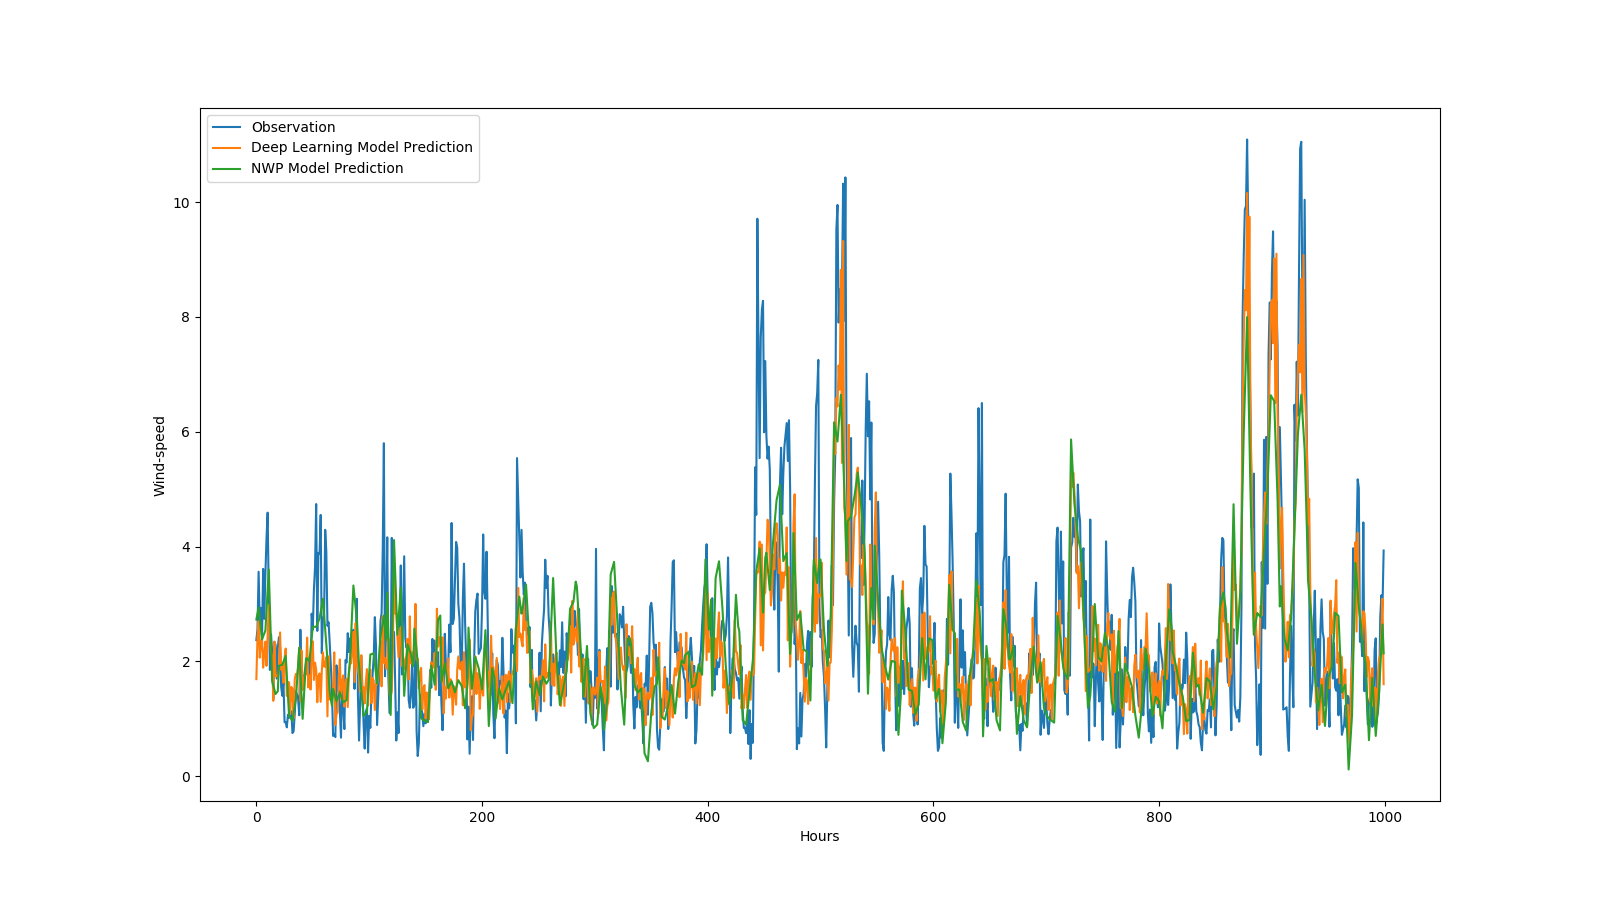 Observation
Deep Learning Model Prediction
NWP Model Prediction
10
8
6
4
2
0
Wind-speed
0 200 400 600 800 1000
Hours